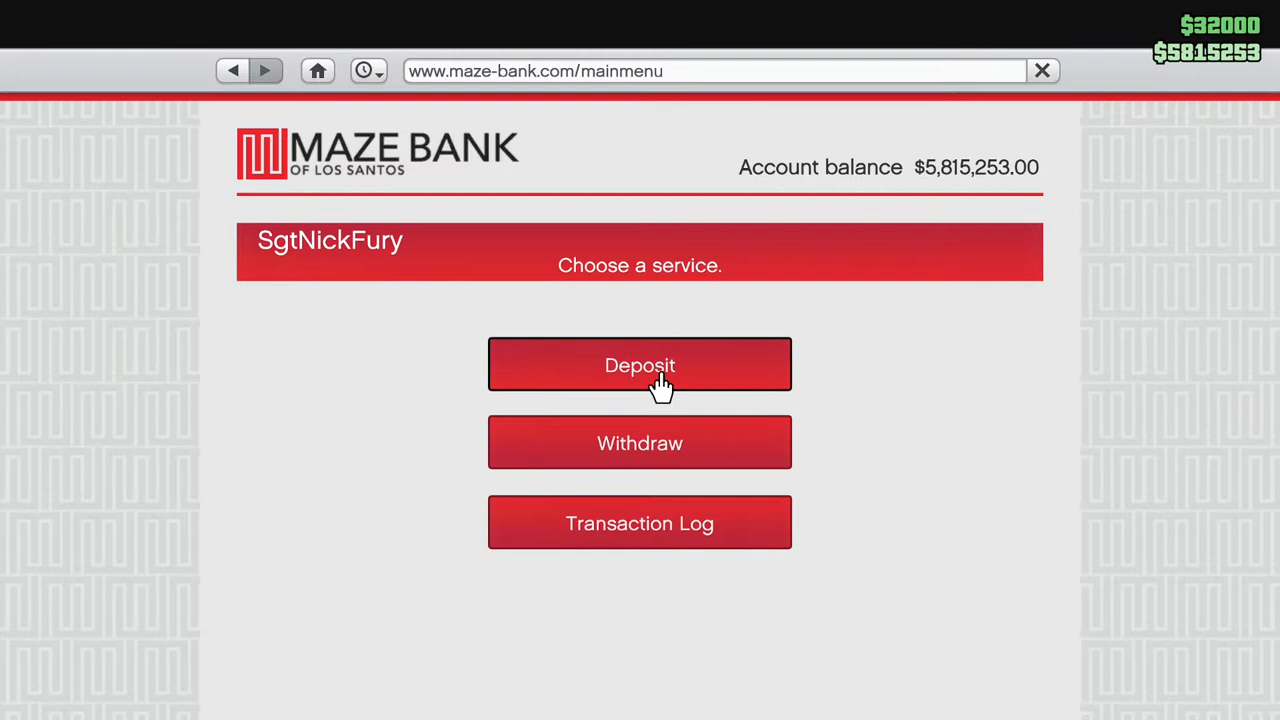 $32000
$5815253
www.maze-bank.com/mainmenu
MAZE BANK
OF LOS SANTOS
Account balance $5,815,253.00
SgtNickFury
Choose a service.
Deposit
Withdraw
Transaction Log